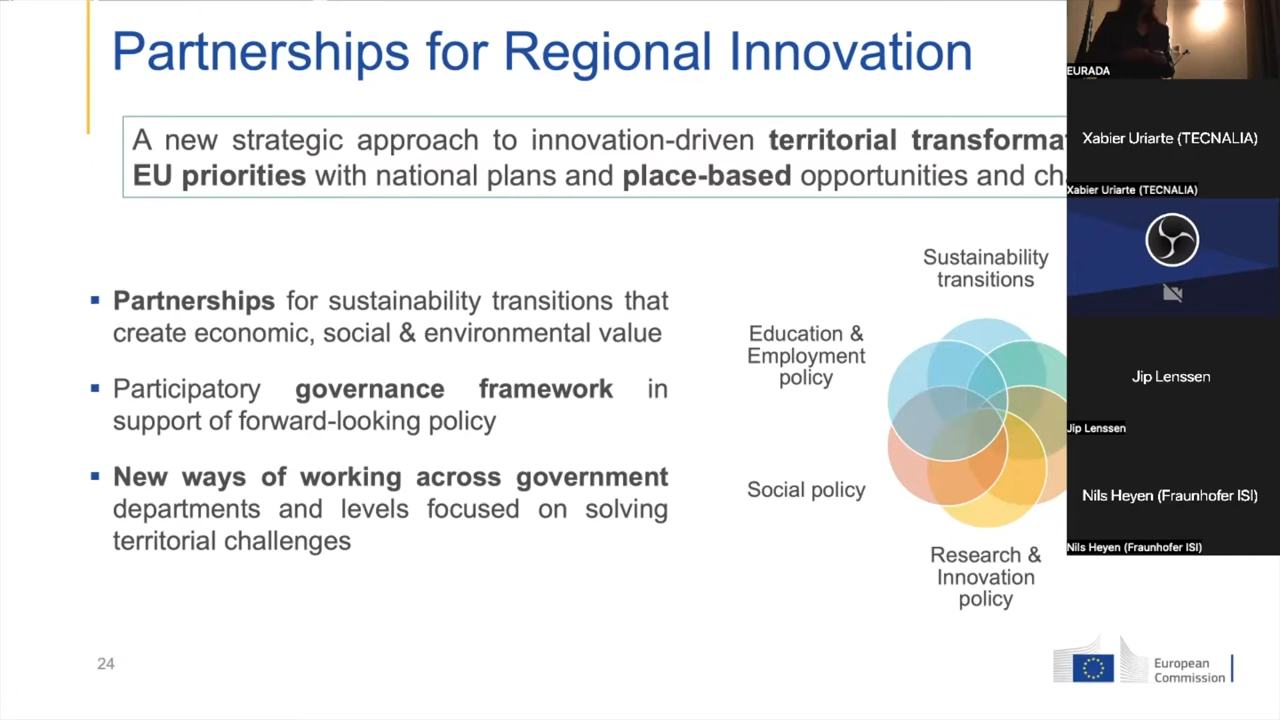 Partnerships for Regional Innovation
A new strategic approach to innovation-driven territorial
EU priorities with national plans and place-based opportunities and
Partnerships for sustainability transitions that
create economic, social & environmental value
Participatory governance framework in
support of forward-looking policy
New ways of working across government
departments and levels focused on solving
territorial challenges
Sustainability
transitions
Education &
Employment
policy
Social policy
Research &
Innovation
policy
24
European
Commission
EURADA
Xabier Uriarte (TECNALIA)
Xabier Uriarte (TECNALIA)
Jip Lenssen
Jip Lenssen
Nils Heyen (Fraunhofer ISI)
Nils Heyen (Fraunhofer ISI)